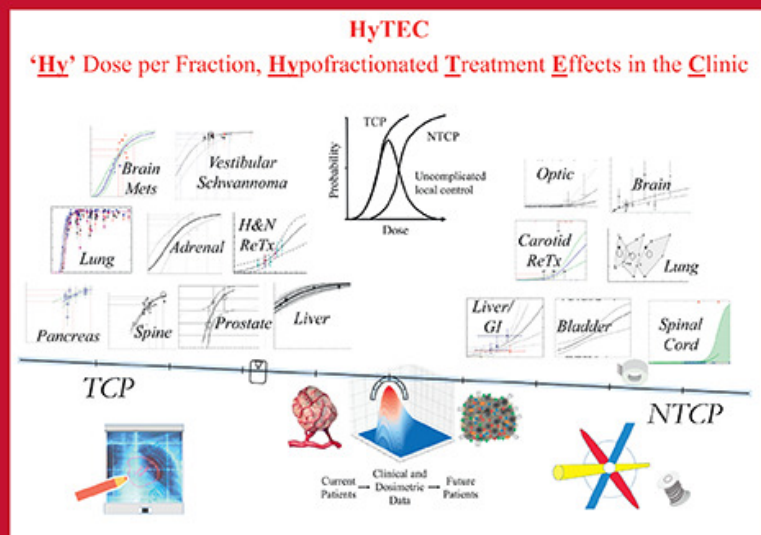 HyTEC
‘Hy’ Dose per Fraction, Hypofractionated Treatment Effects in the Clinic
TCP
NTCP
Probability
Uncomplicated
local control
Dose
Brain
Mets
Vestibular
Schwannoma
Lung
Adrenal
H&N
ReTx
Pancreas
Spine
Prostate
Liver
Optic
Brain
Carotid
ReTx
Lung
Liver/
GI
Bladder
Spinal
Cord
TCP
NTCP
Current
Patients
Clinical and
Dosimetric
Data
Future
Patients